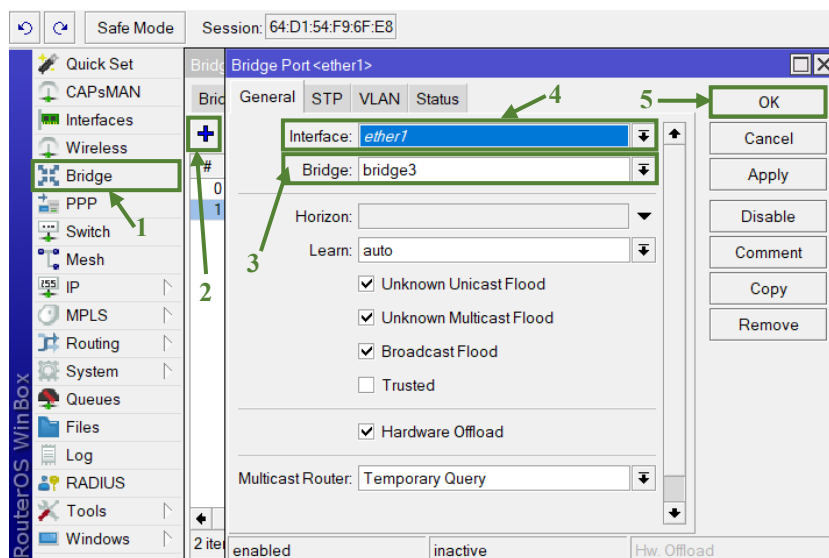 Safe Mode
Session: 64:D1:54:F9:6F:E8
RouterOS WinBox
Quick Set
CAPsMAN
Interfaces
Wireless
Bridge
PPP
Switch
Mesh
IP
MPLS
Routing
System
Queues
Files
Log
RADIUS
Tools
Windows
1
2
#
0
1
Bridge Port <ether1>
General STP VLAN Status
4
5
Interface: ether1
Bridge: bridge3
3
Horizon:
Learn: auto
Unknown Unicast Flood
Unknown Multicast Flood
Broadcast Flood
Trusted
Hardware Offload
Multicast Router: Temporary Query
OK
Cancel
Apply
Disable
Comment
Copy
Remove
enabled inactive Hw. Offload